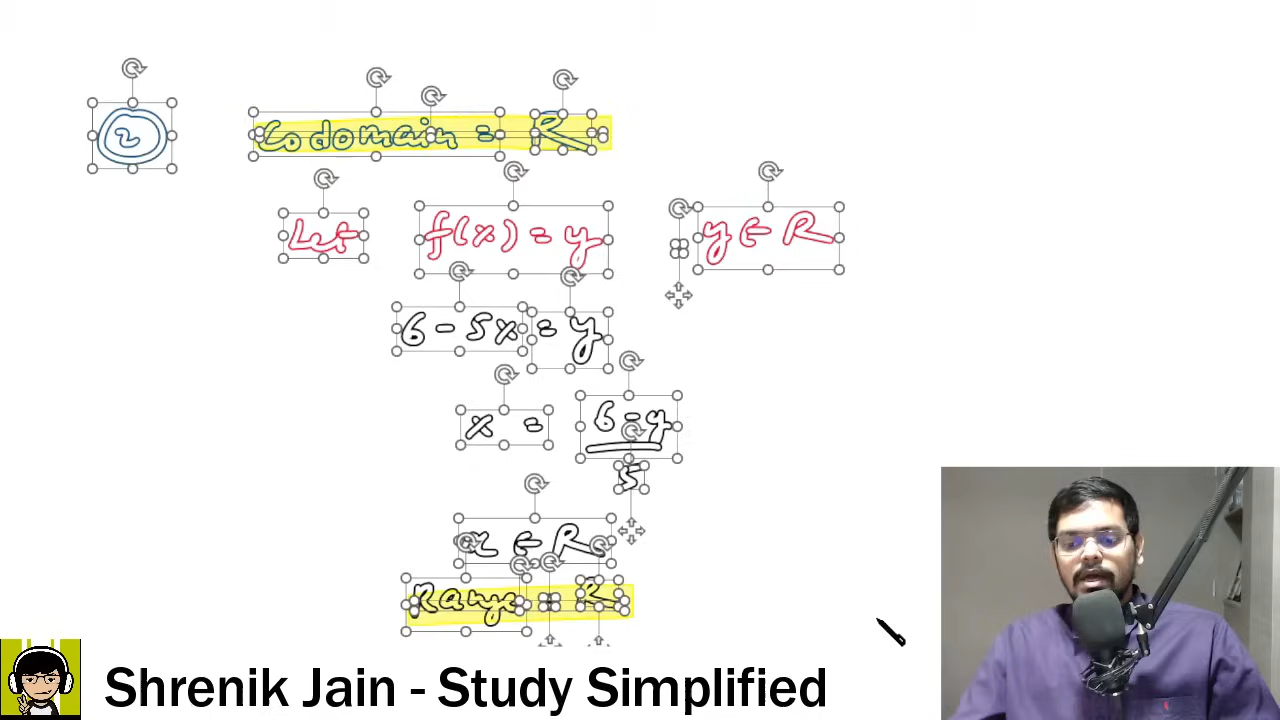 2 Codomain = R
Let f(x) = y y ∈ R
6 - 5x = y
x = 6-y
5
x ∈ R
Range = R
Shrenik Jain - Study Simplified